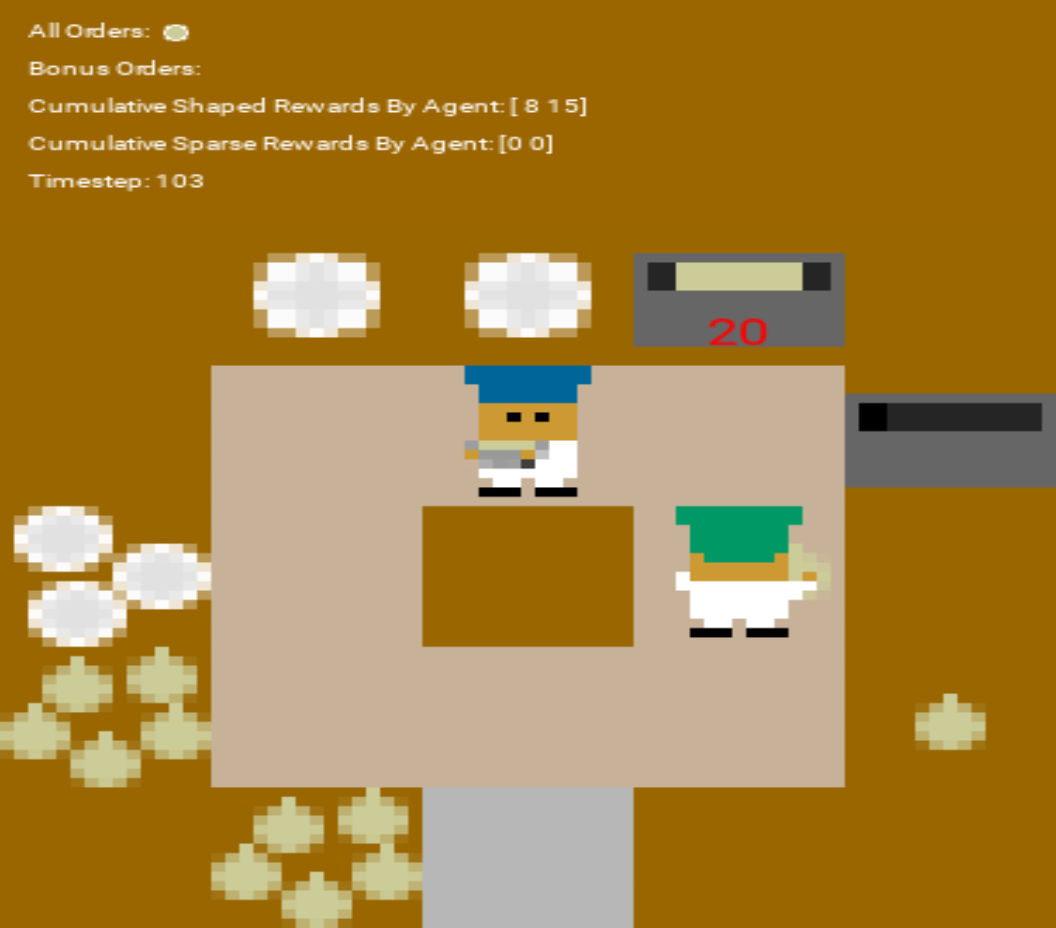 All Orders:
Bonus Orders:
Cumulative Shaped Rewards By Agent: [ 8 15]
Cumulative Sparse Rewards By Agent: [0 0]
Timestep: 103
20